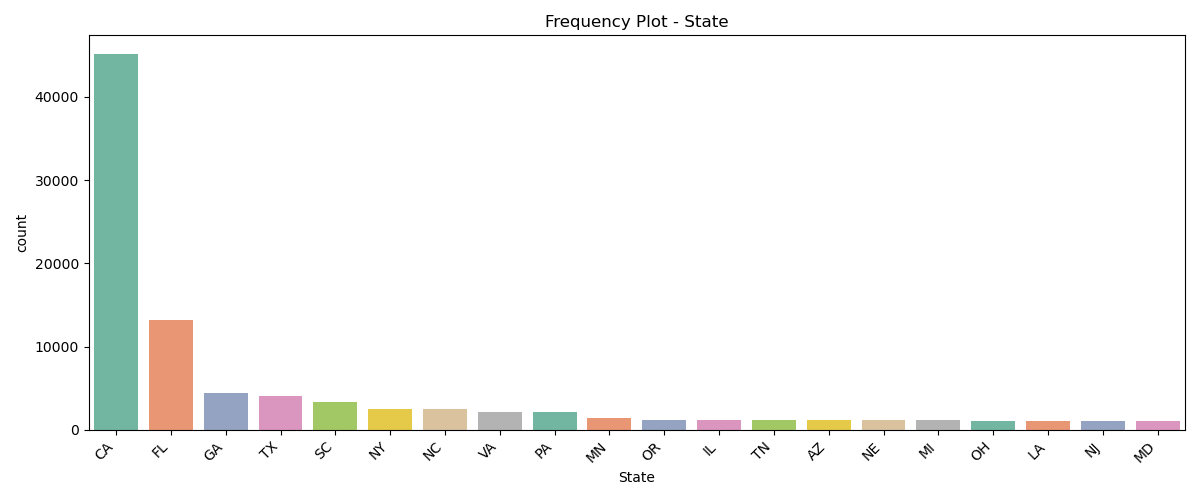 Frequency Plot - State
count
40000
30000
20000
10000
0
CA FL GA TX SC NY NC VA PA MN OR IL TN AZ NE MI OH LA NJ MD
State